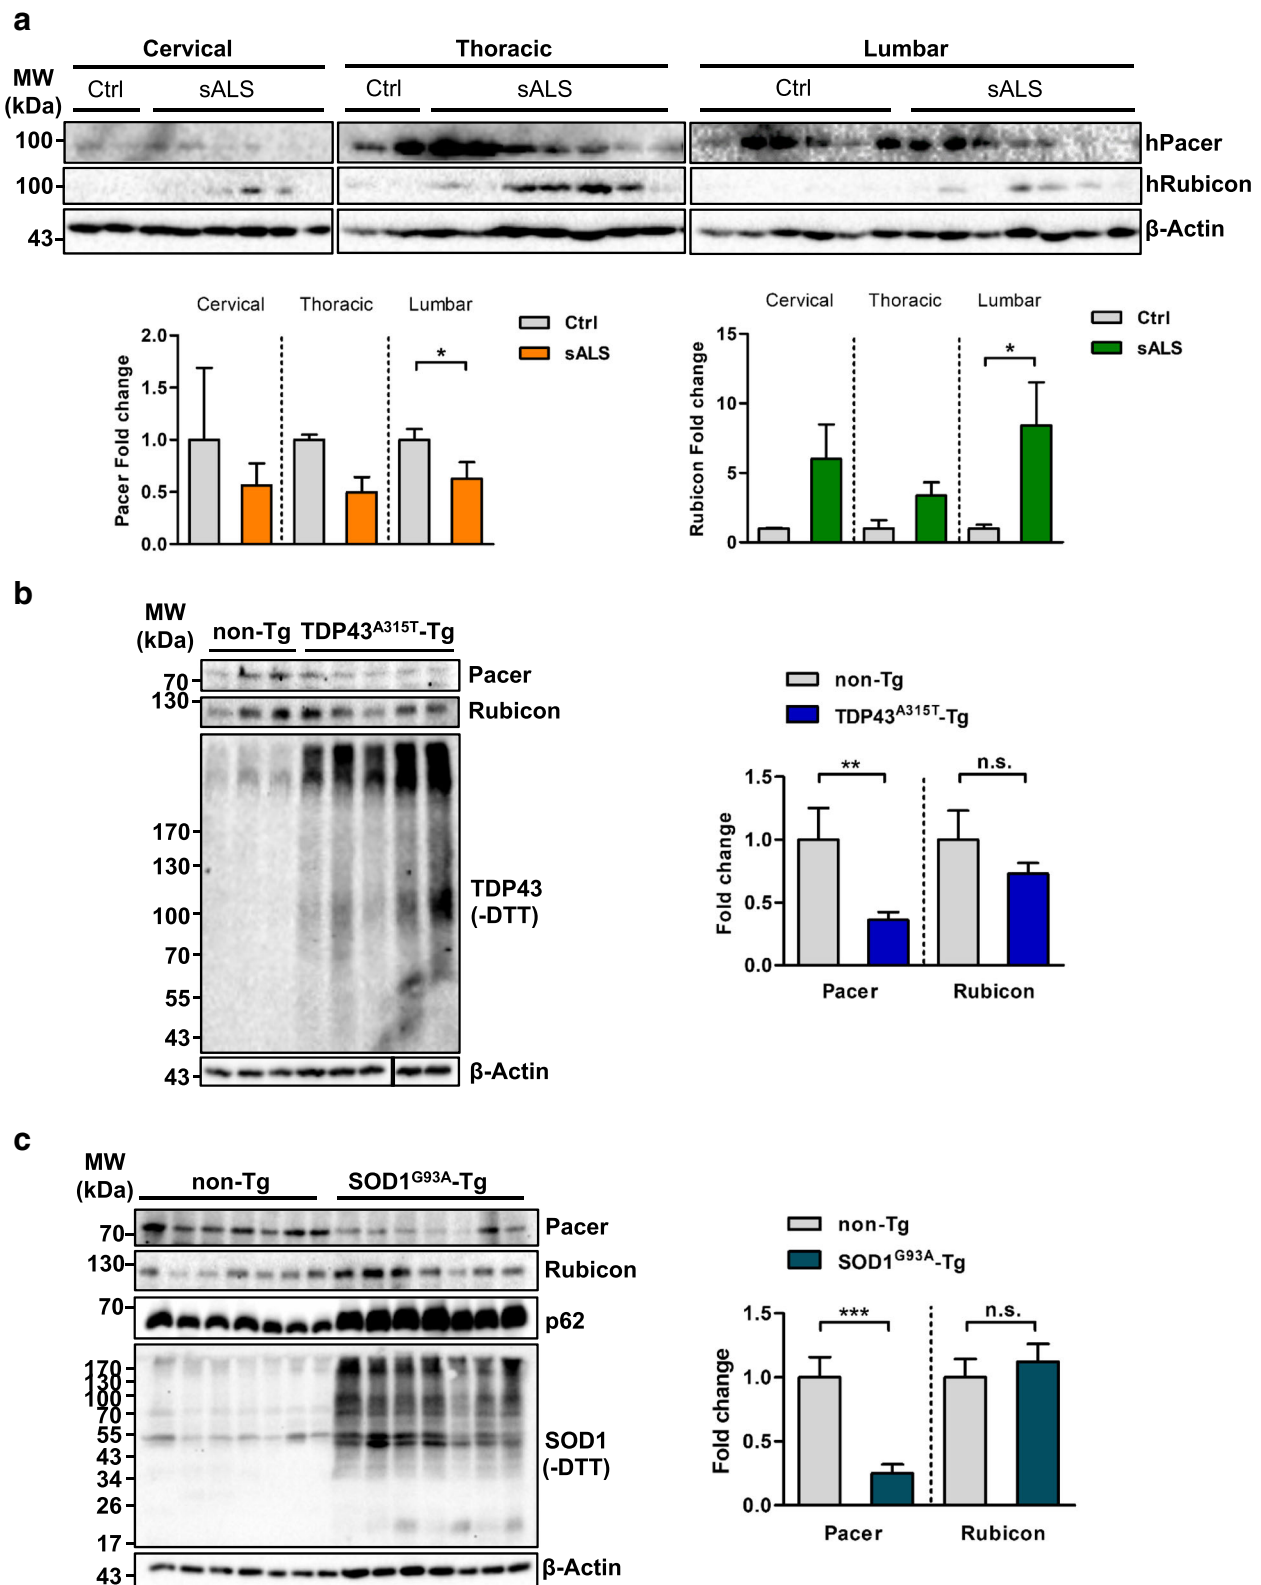 a
Cervical Thoracic Lumbar
MW
(kDa)
Ctrl sALS Ctrl sALS Ctrl sALS
100 hPacer
100 hRubicon
43 β-Actin
Cervical Thoracic Lumbar
Ctrl
sALS
*
Pacer Fold change
2.0
1.5
1.0
0.5
0.0
Cervical Thoracic Lumbar
Ctrl
sALS
*
Rubicon Fold change
15
10
5
0
b
MW
(kDa)
non-Tg TDP43A315T-Tg
70 Pacer
130 Rubicon
170
130
100
70
55
43
TDP43
(-DTT)
43 β-Actin
non-Tg
TDP43A315T-Tg
** n.s.
Fold change
1.5
1.0
0.5
0.0
Pacer Rubicon
c
MW
(kDa)
non-Tg SOD1G93A-Tg
70 Pacer
130 Rubicon
70 p62
170
130
100
70
55
43
34
26
17
SOD1
(-DTT)
43 β-Actin
non-Tg
SOD1G93A-Tg
*** n.s.
Fold change
1.5
1.0
0.5
0.0
Pacer Rubicon